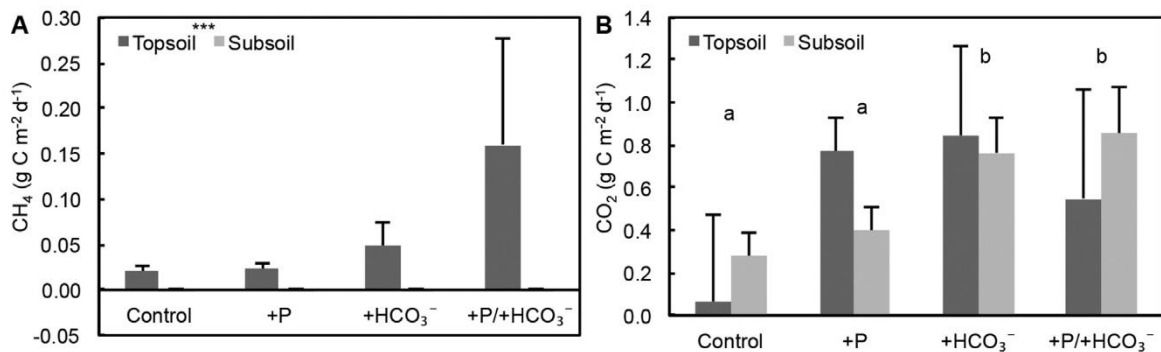 A
***
Topsoil Subsoil
CH₄ (g C m⁻² d⁻¹)
0.30
0.25
0.20
0.15
0.10
0.05
0.00
-0.05
Control +P +HCO₃⁻ +P/+HCO₃⁻
B
Topsoil Subsoil
CO₂ (g C m⁻² d⁻¹)
1.4
1.2
1.0
0.8
0.6
0.4
0.2
0.0
a a b b
Control +P +HCO₃⁻ +P/+HCO₃⁻